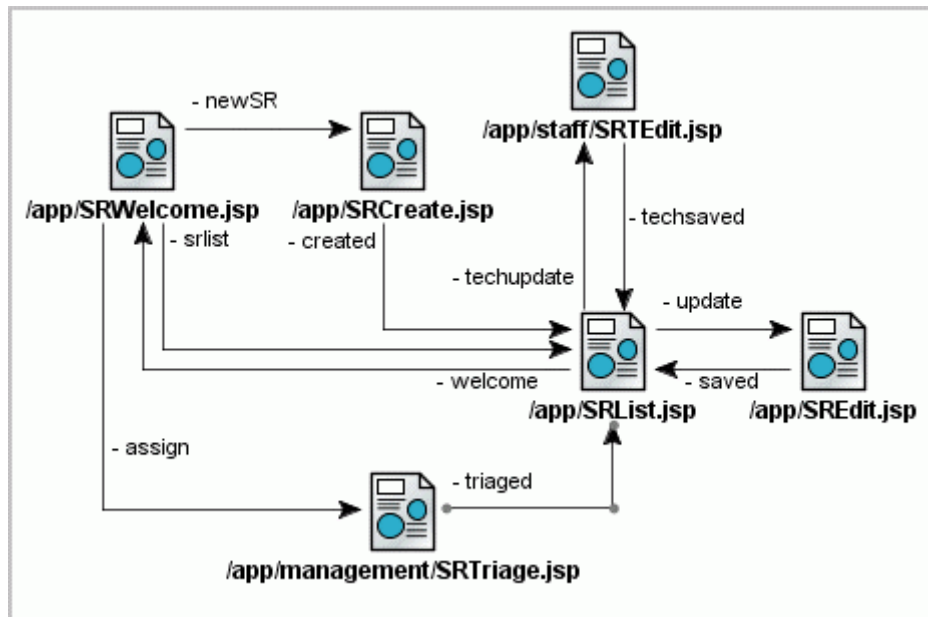 - newSR
/app/staff/SRTEdit.jsp
/app/SRWelcome.jsp
/app/SRCreate.jsp
- srlist
- created
- techsaved
- techupdate
- update
- welcome
- saved
/app/SRList.jsp
/app/SREdit.jsp
- assign
- triaged
/app/management/SRTriage.jsp